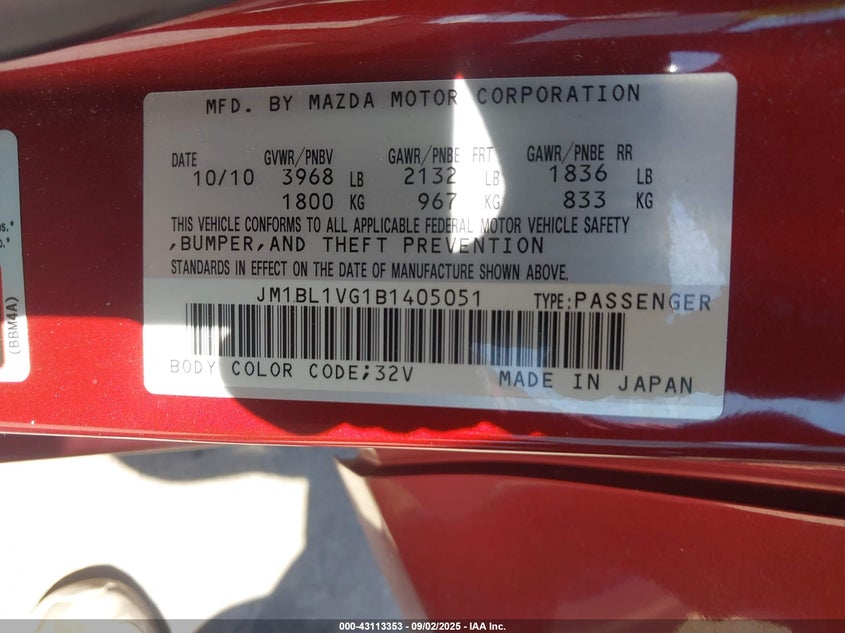 MFD. BY MAZDA MOTOR CORPORATION
DATE GVWR/PNBV GAWR/PNBE FRT GAWR/PNBE RR
10/10 3968 LB 2132 LB 1836 LB
1800 KG 967 KG 833 KG
THIS VEHICLE CONFORMS TO ALL APPLICABLE FEDERAL MOTOR VEHICLE SAFETY
,BUMPER,AND THEFT PREVENTION
STANDARDS IN EFFECT ON THE DATE OF MANUFACTURE SHOWN ABOVE.
JM1BL1VG1B1405051 TYPE:PASSENGER
BODY COLOR CODE;32V MADE IN JAPAN
(BBM4A)
000-43113353 - 09/02/2025 - IAA Inc.